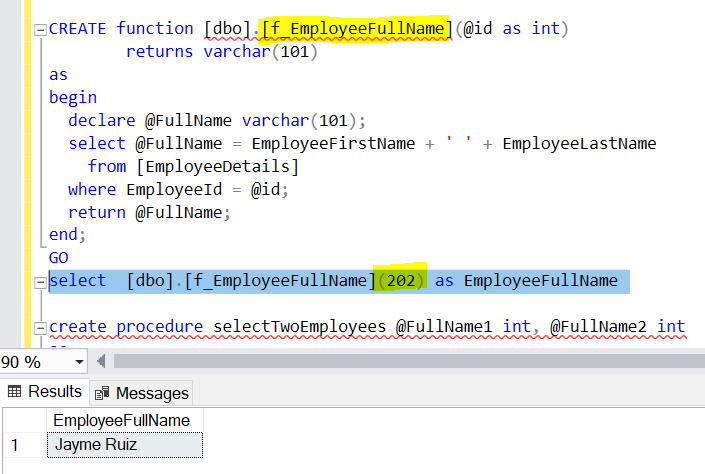 CREATE function [dbo].[f_EmployeeFullName](@id as int)
returns varchar(101)
as
begin
declare @FullName varchar(101);
select @FullName = EmployeeFirstName + ' ' + EmployeeLastName
from [EmployeeDetails]
where EmployeeId = @id;
return @FullName;
end;
GO
select  [dbo].[f_EmployeeFullName](202) as EmployeeFullName
create procedure selectTwoEmployees @FullName1 int, @FullName2 int
90 %
Results Messages
EmployeeFullName
1 Jayme Ruiz